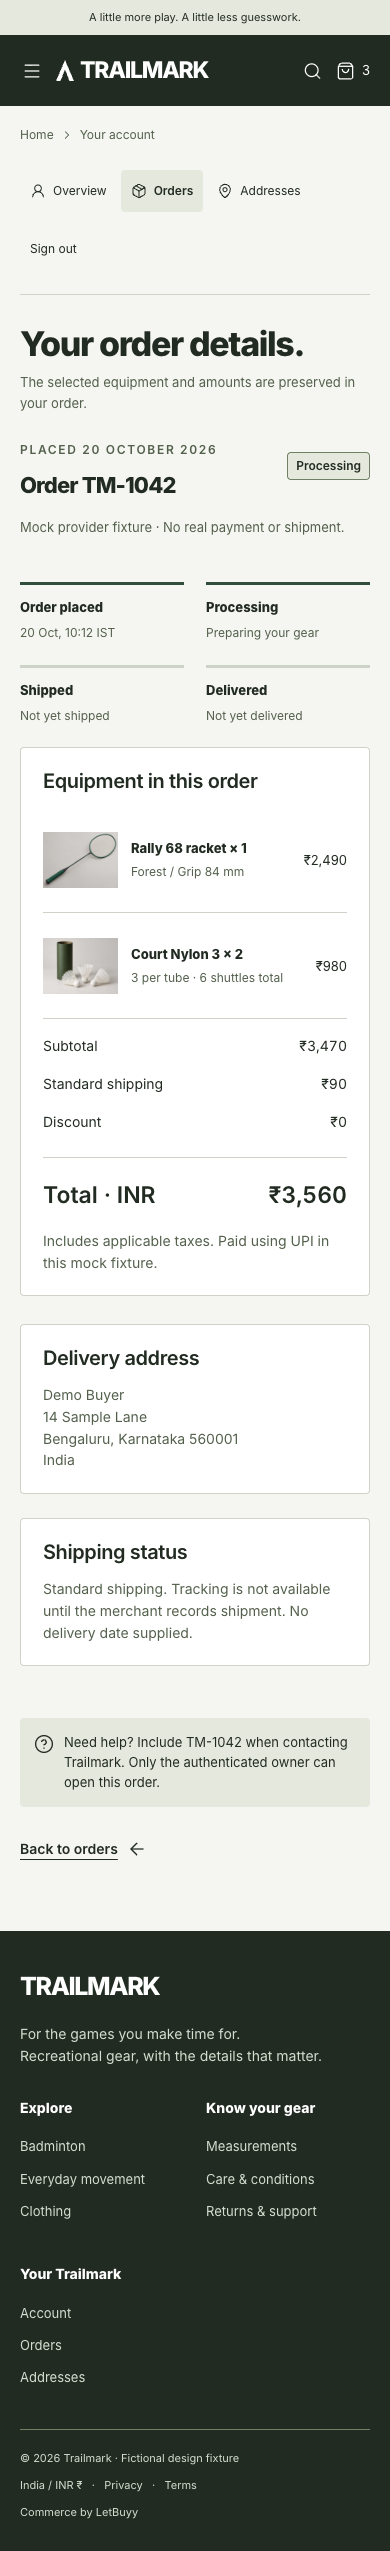 A little more play. A little less guesswork.
TRAILMARK
3
Home > Your account
Overview Orders Addresses
Sign out
Your order details.
The selected equipment and amounts are preserved in
your order.
PLACED 20 OCTOBER 2026
Order TM-1042
Processing
Mock provider fixture · No real payment or shipment.
Order placed
20 Oct, 10:12 IST
Processing
Preparing your gear
Shipped
Not yet shipped
Delivered
Not yet delivered
Equipment in this order
Rally 68 racket × 1
Forest / Grip 84 mm
₹2,490
Court Nylon 3 × 2
3 per tube · 6 shuttles total
₹980
Subtotal ₹3,470
Standard shipping ₹90
Discount ₹0
Total · INR ₹3,560
Includes applicable taxes. Paid using UPI in
this mock fixture.
Delivery address
Demo Buyer
14 Sample Lane
Bengaluru, Karnataka 560001
India
Shipping status
Standard shipping. Tracking is not available
until the merchant records shipment. No
delivery date supplied.
Need help? Include TM-1042 when contacting
Trailmark. Only the authenticated owner can
open this order.
Back to orders
TRAILMARK
For the games you make time for.
Recreational gear, with the details that matter.
Explore
Badminton
Everyday movement
Clothing
Know your gear
Measurements
Care & conditions
Returns & support
Your Trailmark
Account
Orders
Addresses
© 2026 Trailmark · Fictional design fixture
India / INR ₹ · Privacy · Terms
Commerce by LetBuyy